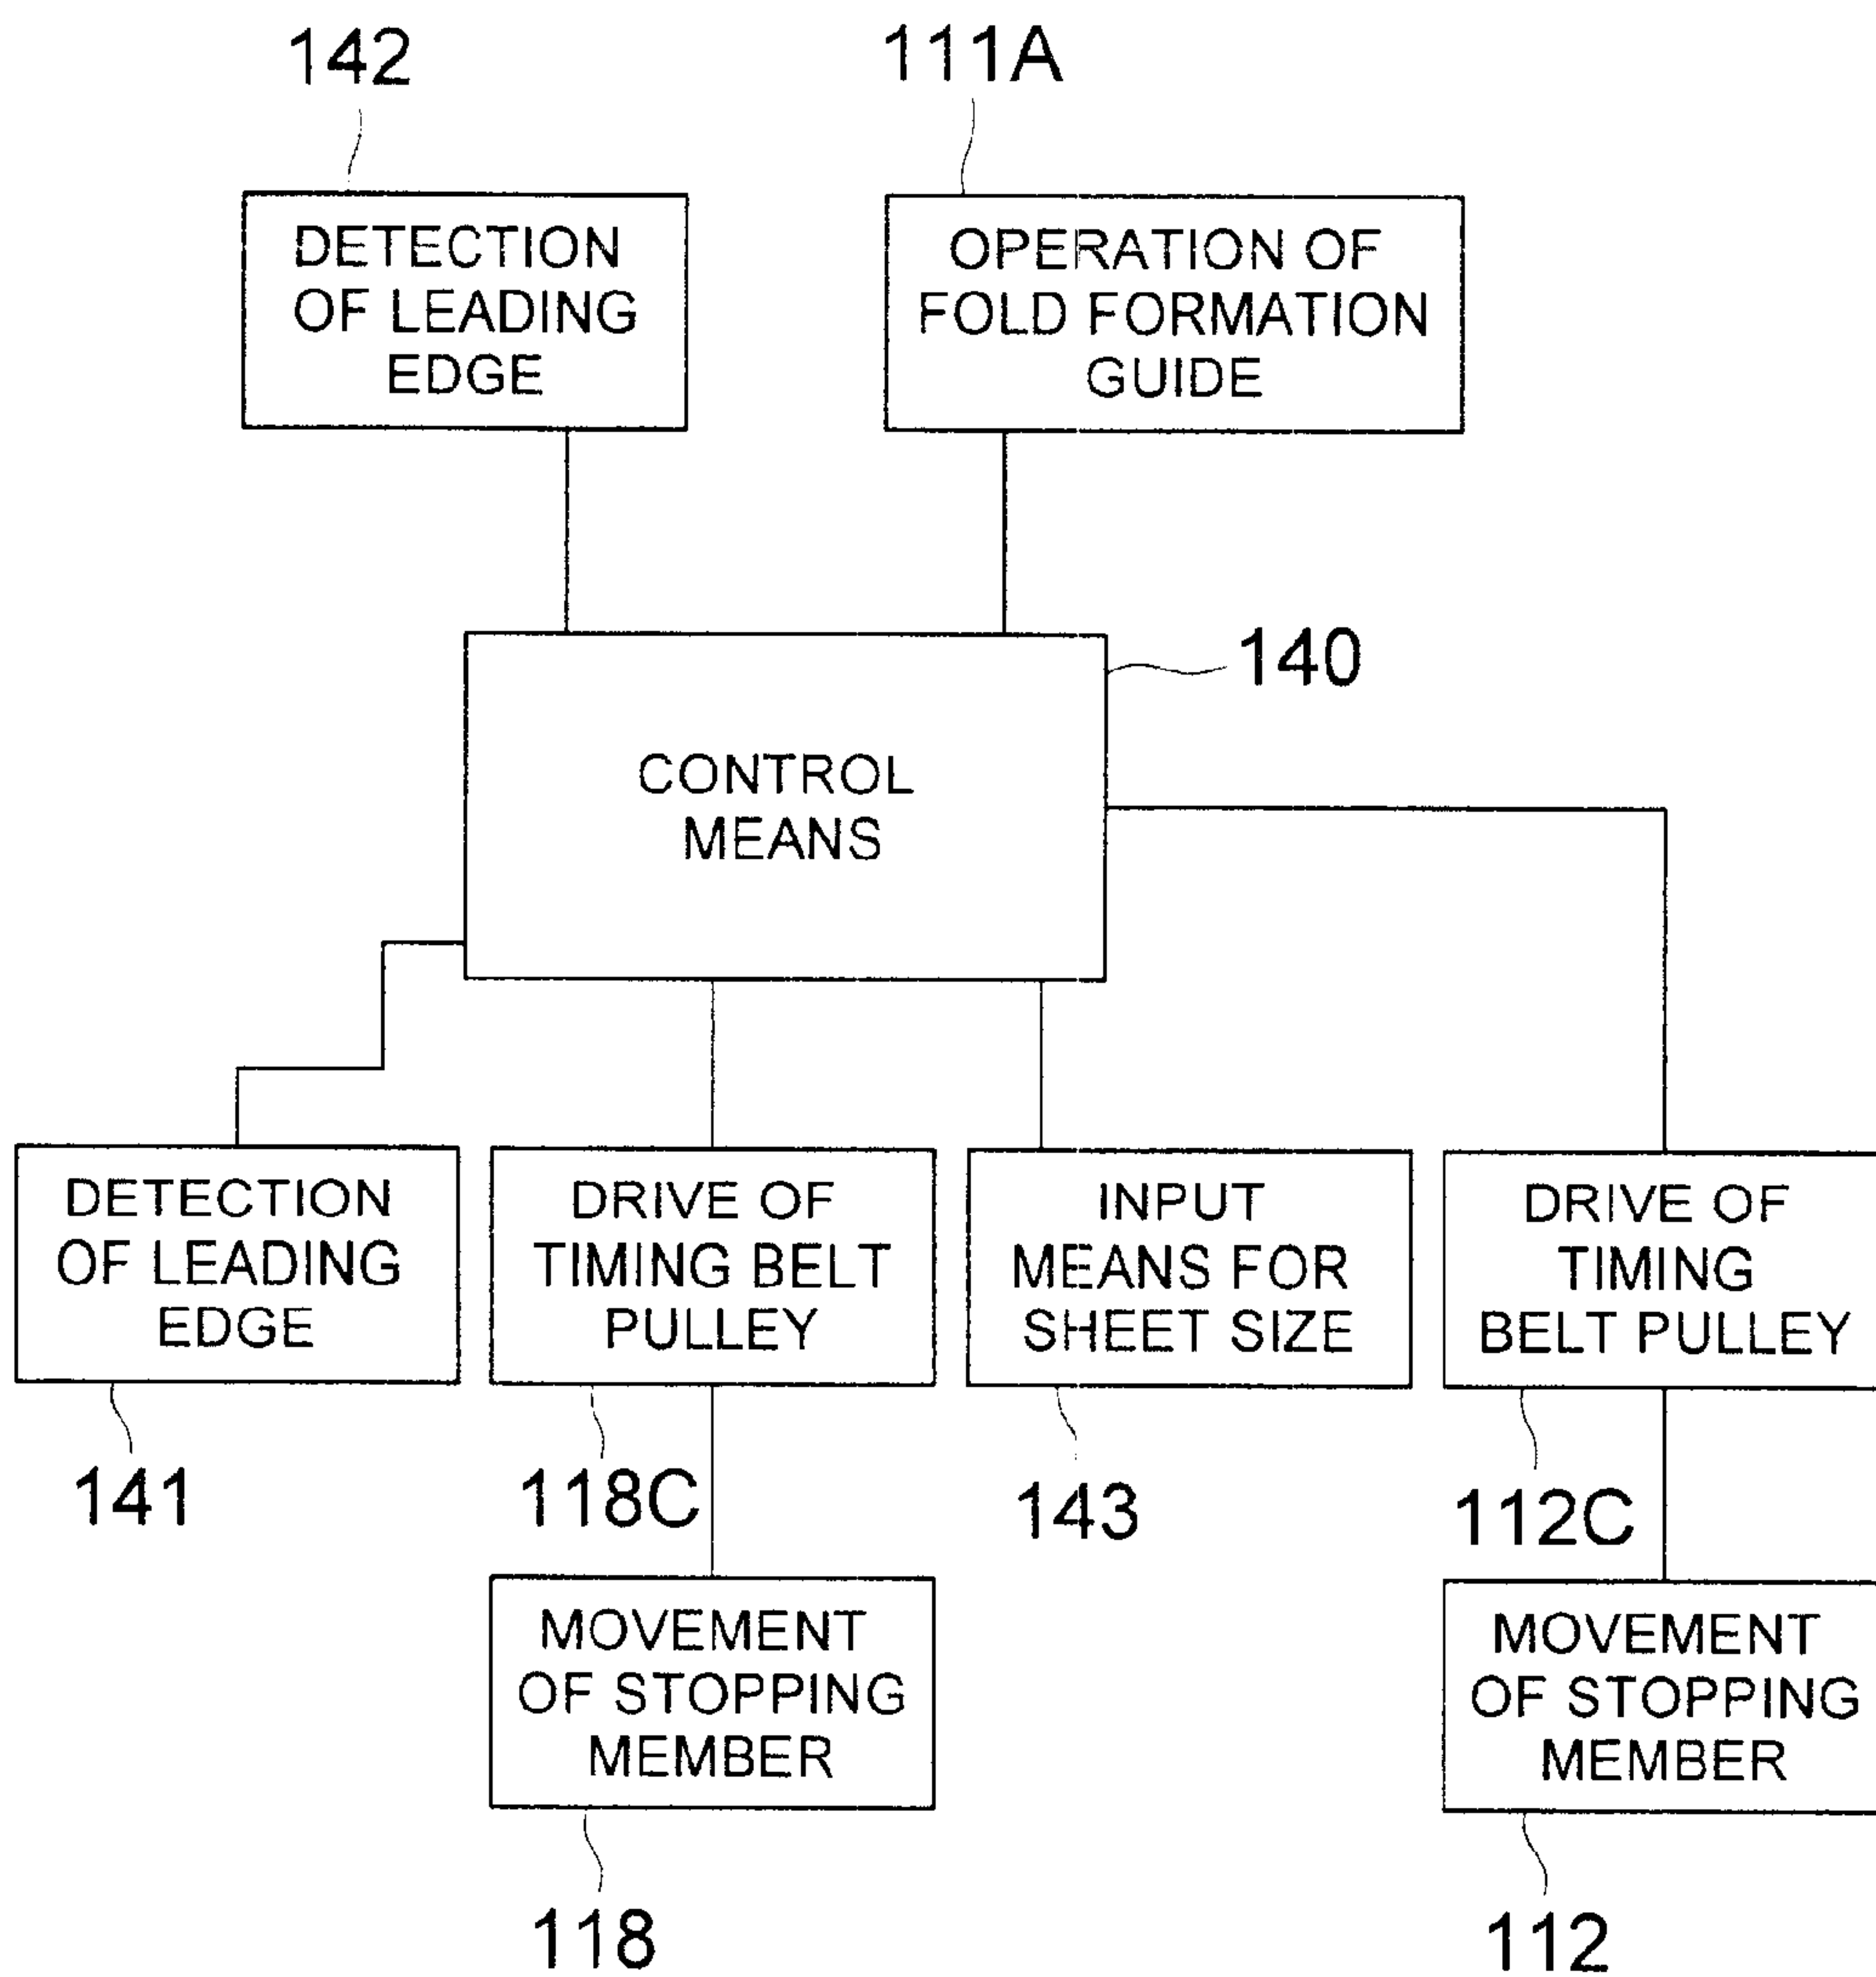 142
111A
DETECTION
OF LEADING
EDGE
OPERATION OF
FOLD FORMATION
GUIDE
140
CONTROL
MEANS
DETECTION
OF LEADING
EDGE
DRIVE OF
TIMING BELT
PULLEY
INPUT
MEANS FOR
SHEET SIZE
DRIVE OF
TIMING
BELT PULLEY
141
118C
143
112C
MOVEMENT
OF STOPPING
MEMBER
MOVEMENT
OF STOPPING
MEMBER
118
112